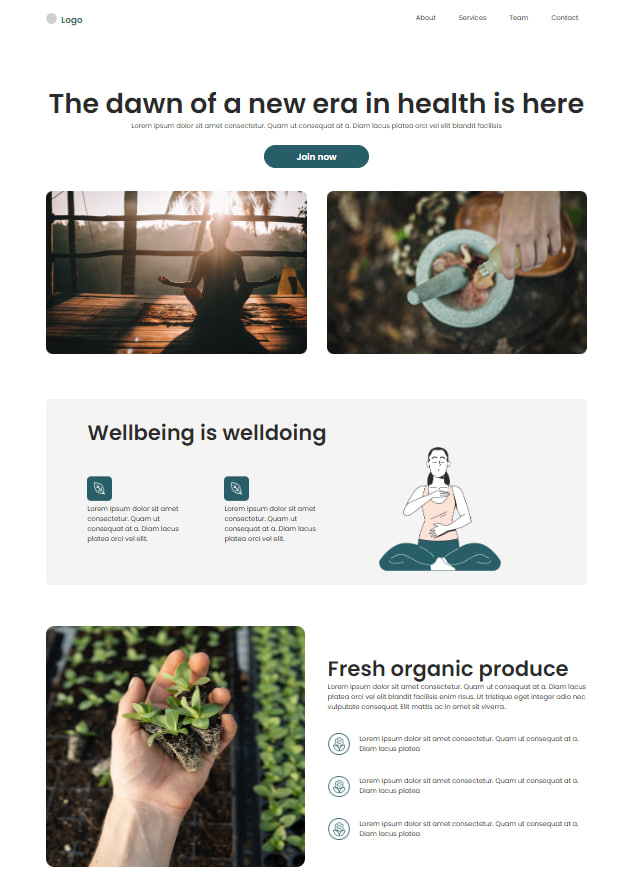 Logo
About Services Team Contact
The dawn of a new era in health is here
Lorem ipsum dolor sit amet consectetur. Quam ut consequat at a. Diam lacus platea orci vel elit blandit facilisis
Join now
Wellbeing is welldoing
Lorem ipsum dolor sit amet
consectetur. Quam ut
consequat at a. Diam lacus
platea orci vel elit.
Lorem ipsum dolor sit amet
consectetur. Quam ut
consequat at a. Diam lacus
platea orci vel elit.
Fresh organic produce
Lorem ipsum dolor sit amet consectetur. Quam ut consequat at a. Diam lacus
platea orci vel elit blandit facilisis enim risus. Ut tristique eget integer odio nec
vulputate consequat. Elit mattis ac in amet sit viverra.
Lorem ipsum dolor sit amet consectetur. Quam ut consequat at a.
Diam lacus platea
Lorem ipsum dolor sit amet consectetur. Quam ut consequat at a.
Diam lacus platea
Lorem ipsum dolor sit amet consectetur. Quam ut consequat at a.
Diam lacus platea